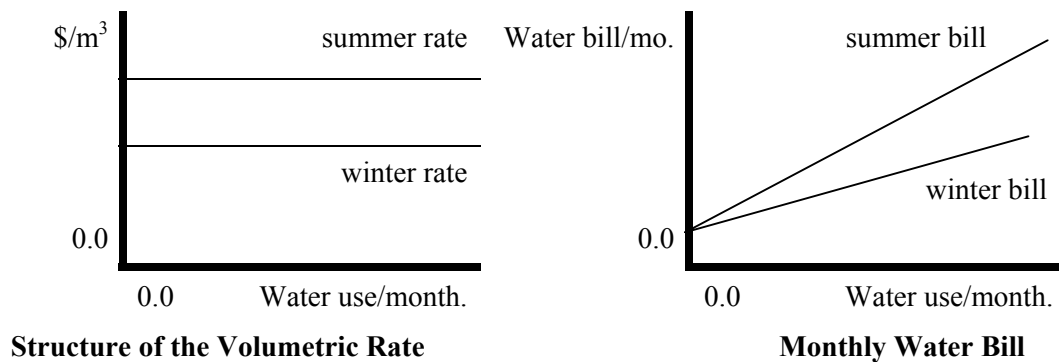 $/m³
summer rate
winter rate
0.0
0.0 Water use/month.
Structure of the Volumetric Rate
Water bill/mo.
summer bill
winter bill
0.0
0.0 Water use/month.
Monthly Water Bill